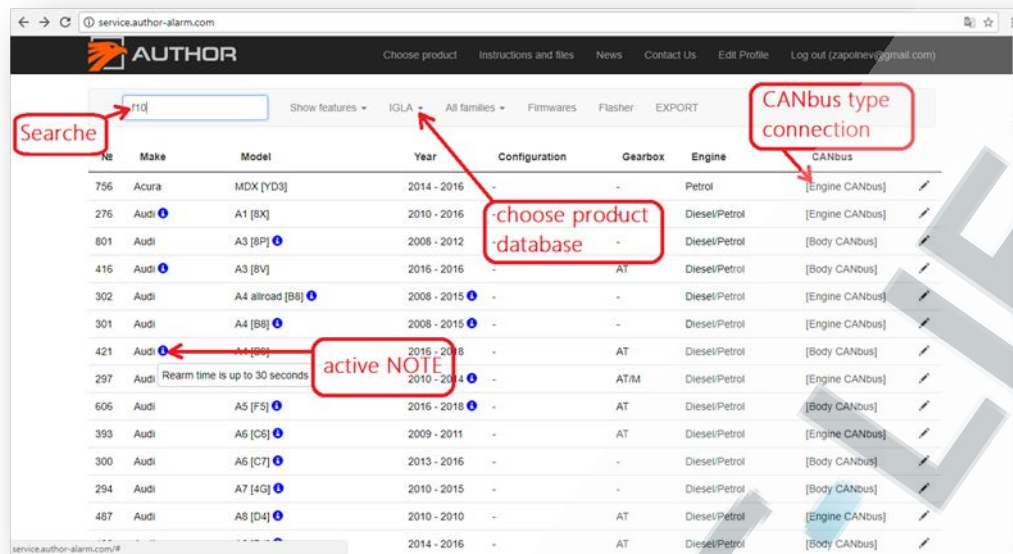 service.author-alarm.com
AUTHOR
Choose product Instructions and files News Contact Us Edit Profile Log out (zapolnev@gmail.com)
f10 Show features IGLA All families Firmwares Flasher EXPORT
Searche
CANbus type
connection
№ Make Model Year Configuration Gearbox Engine CANbus
756 Acura MDX [YD3] 2014 - 2016 - - Petrol [Engine CANbus]
276 Audi A1 [8X] 2010 - 2016 - - Diesel/Petrol [Engine CANbus]
-choose product
-database
801 Audi A3 [8P] 2008 - 2012 - - Diesel/Petrol [Body CANbus]
416 Audi A3 [8V] 2016 - 2016 - AT Diesel/Petrol [Body CANbus]
302 Audi A4 allroad [B8] 2008 - 2015 - - Diesel/Petrol [Engine CANbus]
301 Audi A4 [B8] 2008 - 2015 - - Diesel/Petrol [Engine CANbus]
421 Audi 2016 - 2018 AT Diesel/Petrol [Body CANbus]
active NOTE
Rearm time is up to 30 seconds
297 Audi 2010 - 2014 - AT/M Diesel/Petrol [Engine CANbus]
606 Audi A5 [F5] 2016 - 2018 - AT Diesel/Petrol [Body CANbus]
393 Audi A6 [C6] 2009 - 2011 - AT Diesel/Petrol [Engine CANbus]
300 Audi A6 [C7] 2013 - 2016 - - Diesel/Petrol [Body CANbus]
294 Audi A7 [4G] 2010 - 2015 - - Diesel/Petrol [Body CANbus]
487 Audi A8 [D4] 2010 - 2010 - AT Diesel/Petrol [Engine CANbus]
2014 - 2016 - AT Diesel/Petrol [Body CANbus]
service.author-alarm.com/#